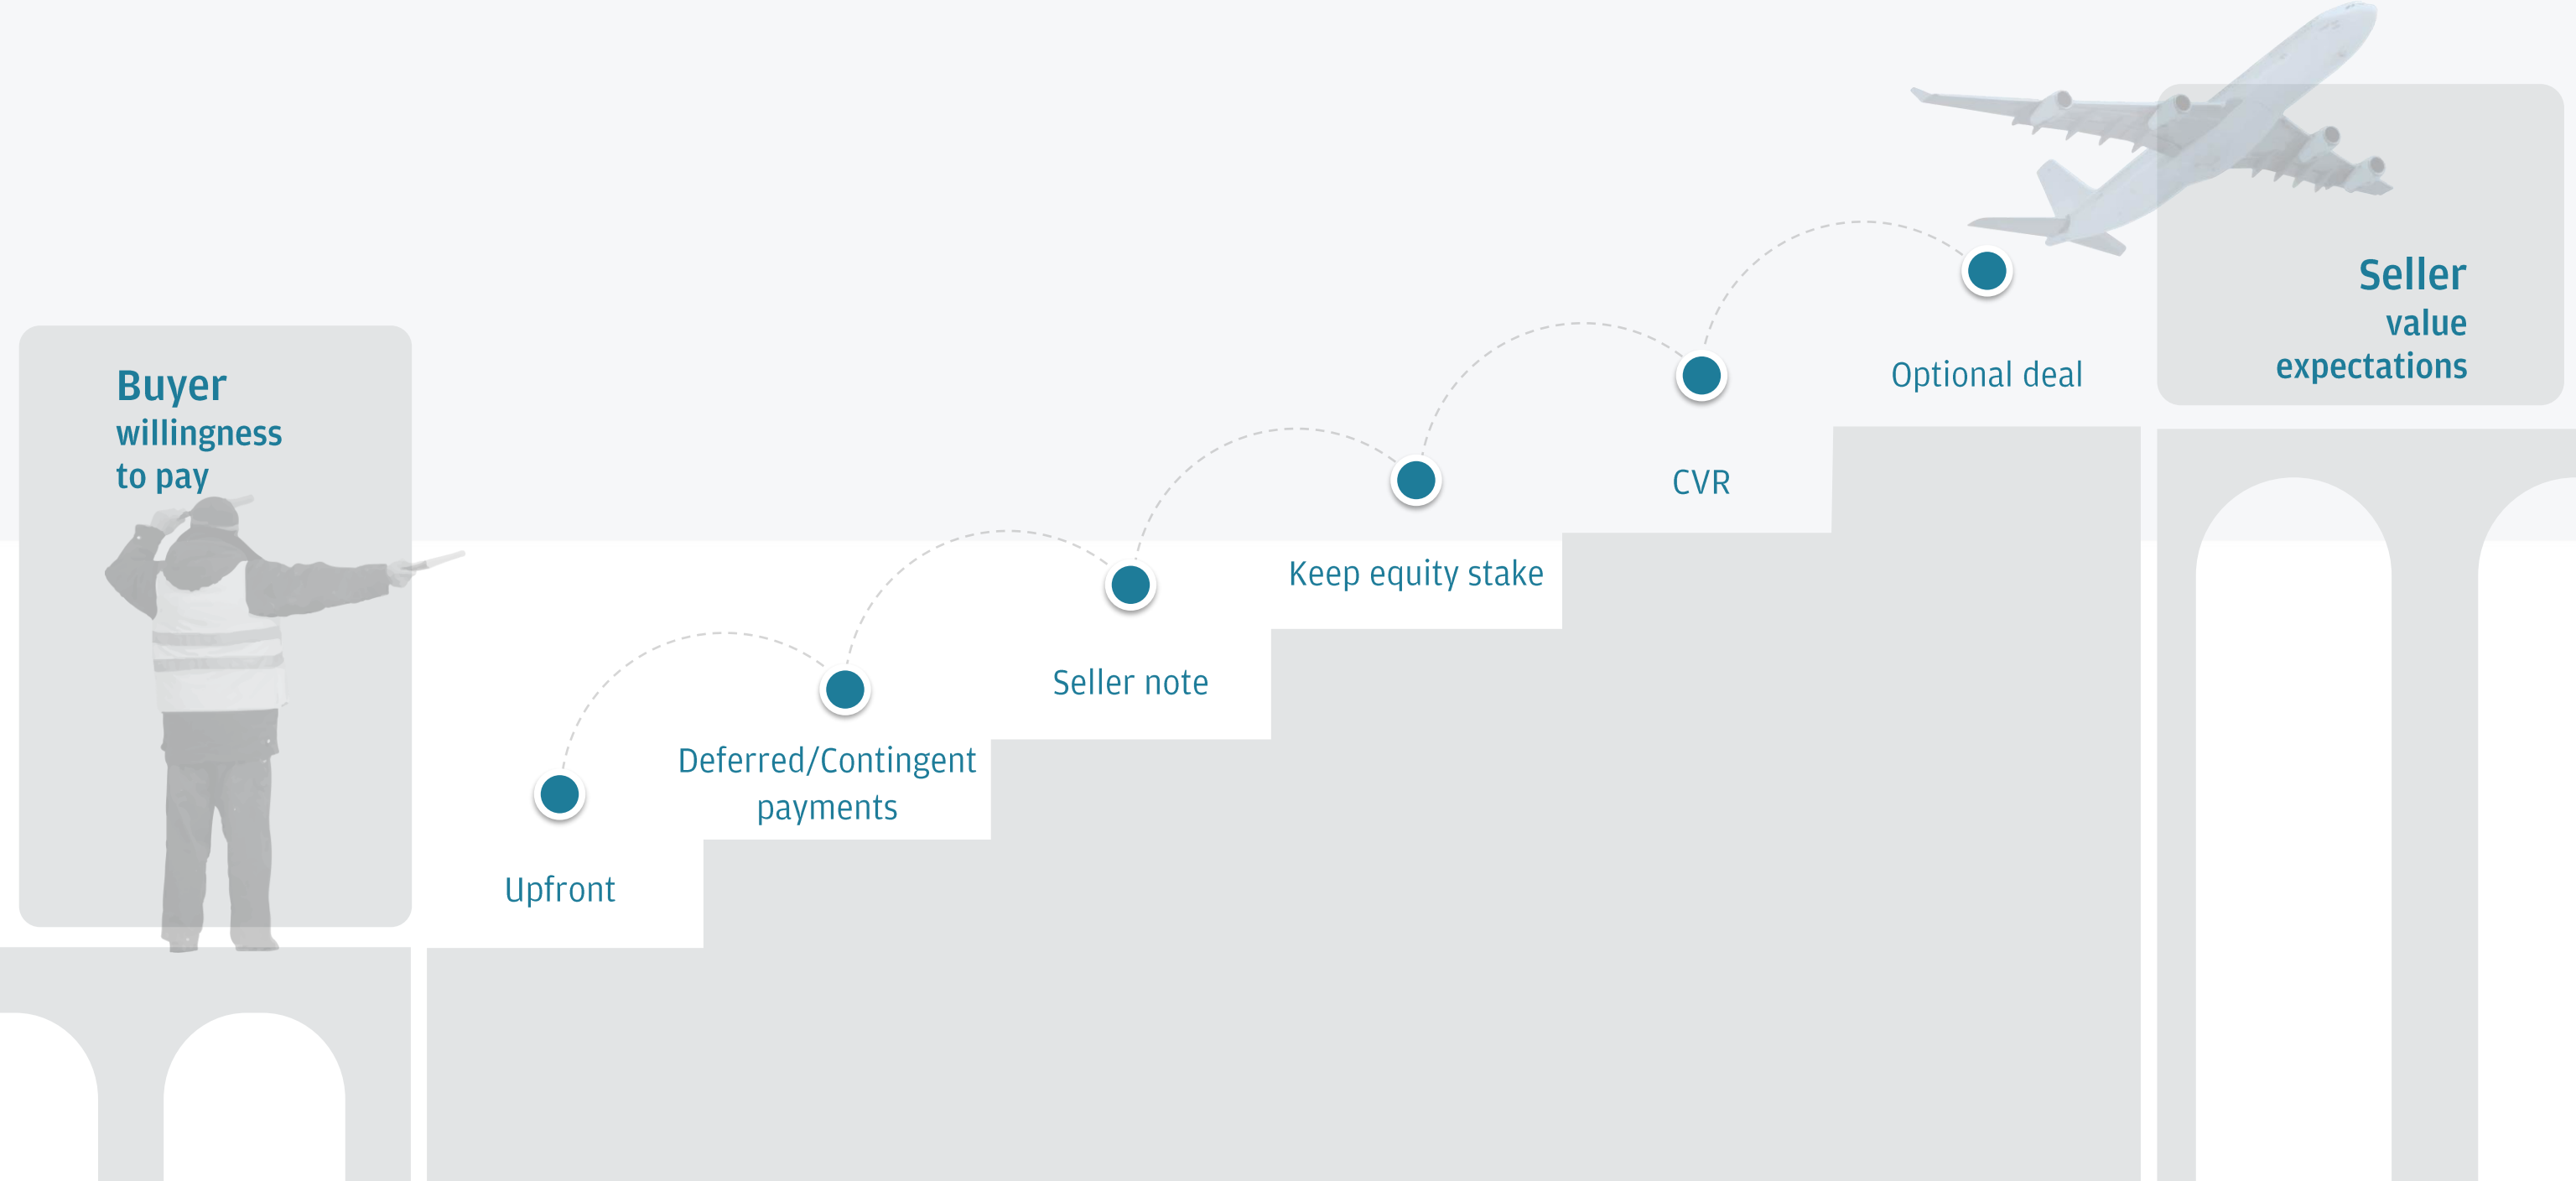 Buyer
willingness
to pay
Upfront
Deferred/Contingent
payments
Seller note
Keep equity stake
CVR
Optional deal
Seller
value
expectations